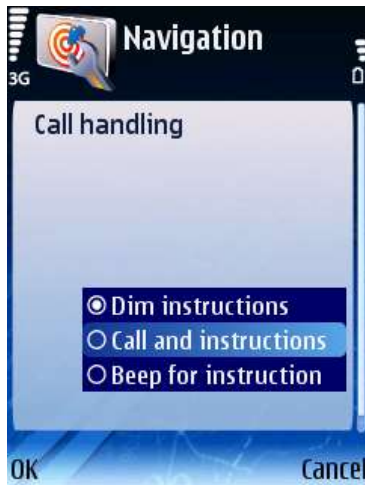 Navigation
3G
Call handling
Dim instructions
Call and instructions
Beep for instruction
OK Cancel